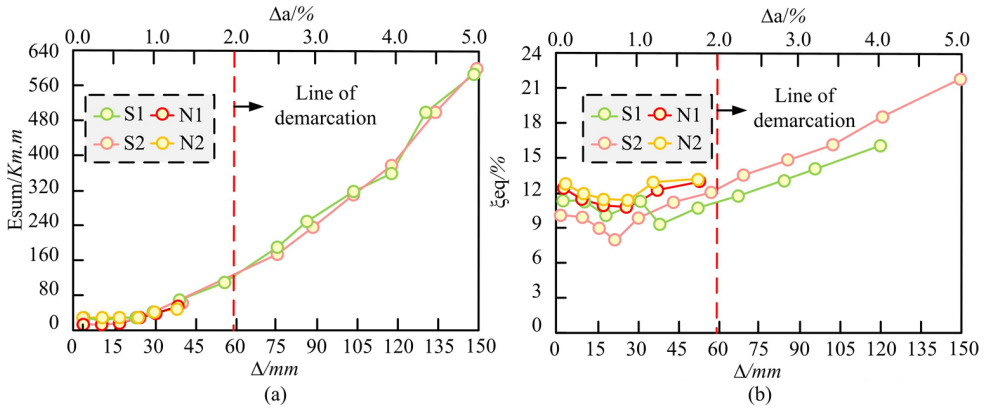 Δa/%
0.0 1.0 2.0 3.0 4.0 5.0
640
560
480
400
320
240
160
80
0
Esum/Km.m
S1 N1
S2 N2
Line of
demarcation
0 15 30 45 60 75 90 105 135 150
Δ/mm
(a)
Δa/%
0.0 1.0 2.0 3.0 4.0 5.0
24
21
18
15
13
12
9
6
0
ξeq/%
S1 N1
S2 N2
Line of
demarcation
0 15 30 45 60 75 90 105 120 135 150
Δ/mm
(b)